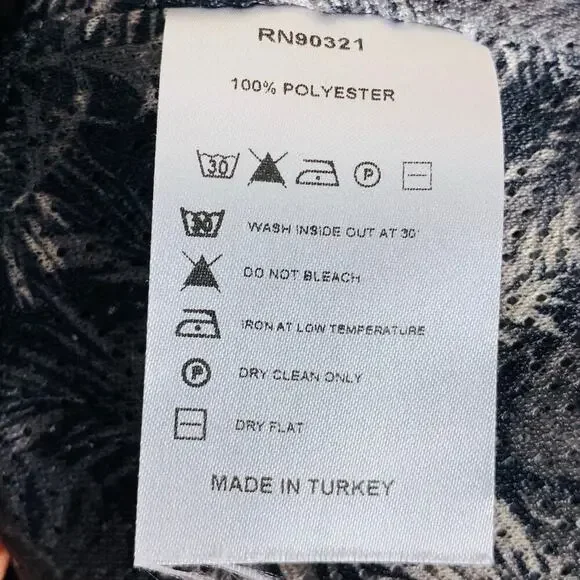 RN90321
100% POLYESTER
30 P
30 WASH INSIDE OUT AT 30°
DO NOT BLEACH
IRON AT LOW TEMPERATURE
P DRY CLEAN ONLY
DRY FLAT
MADE IN TURKEY